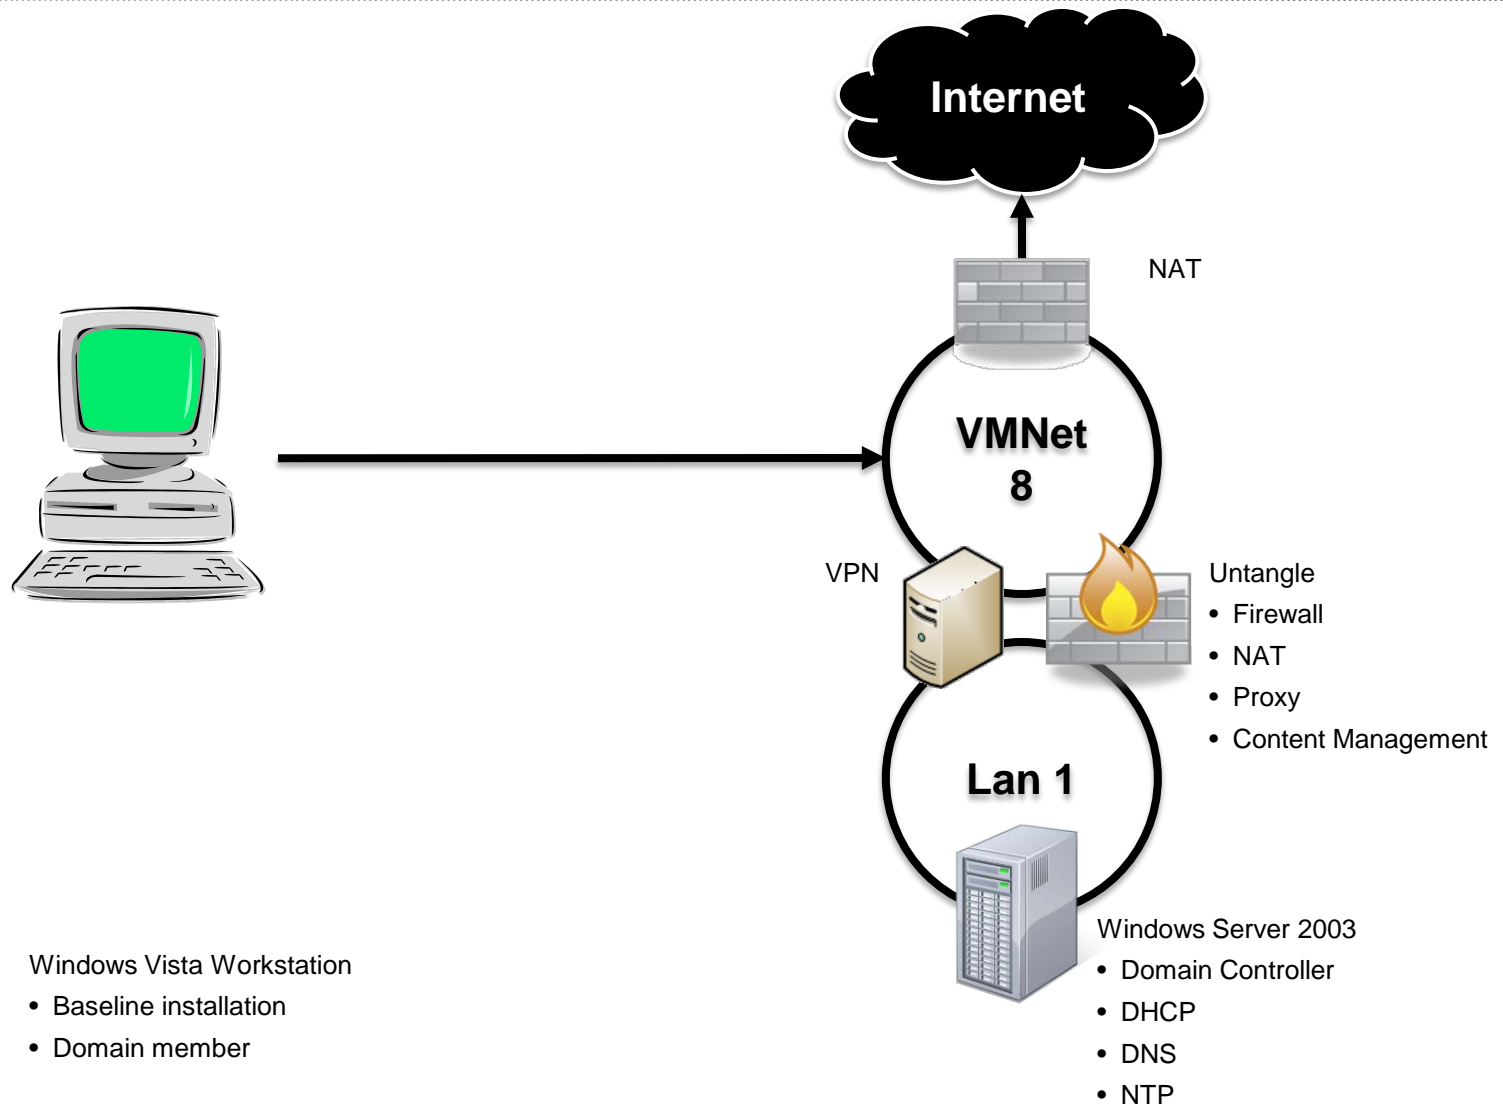 Internet
NAT
VMNet
8
VPN
Untangle
• Firewall
• NAT
• Proxy
• Content Management
Lan 1
Windows Server 2003
• Domain Controller
• DHCP
• DNS
• NTP
Windows Vista Workstation
• Baseline installation
• Domain member